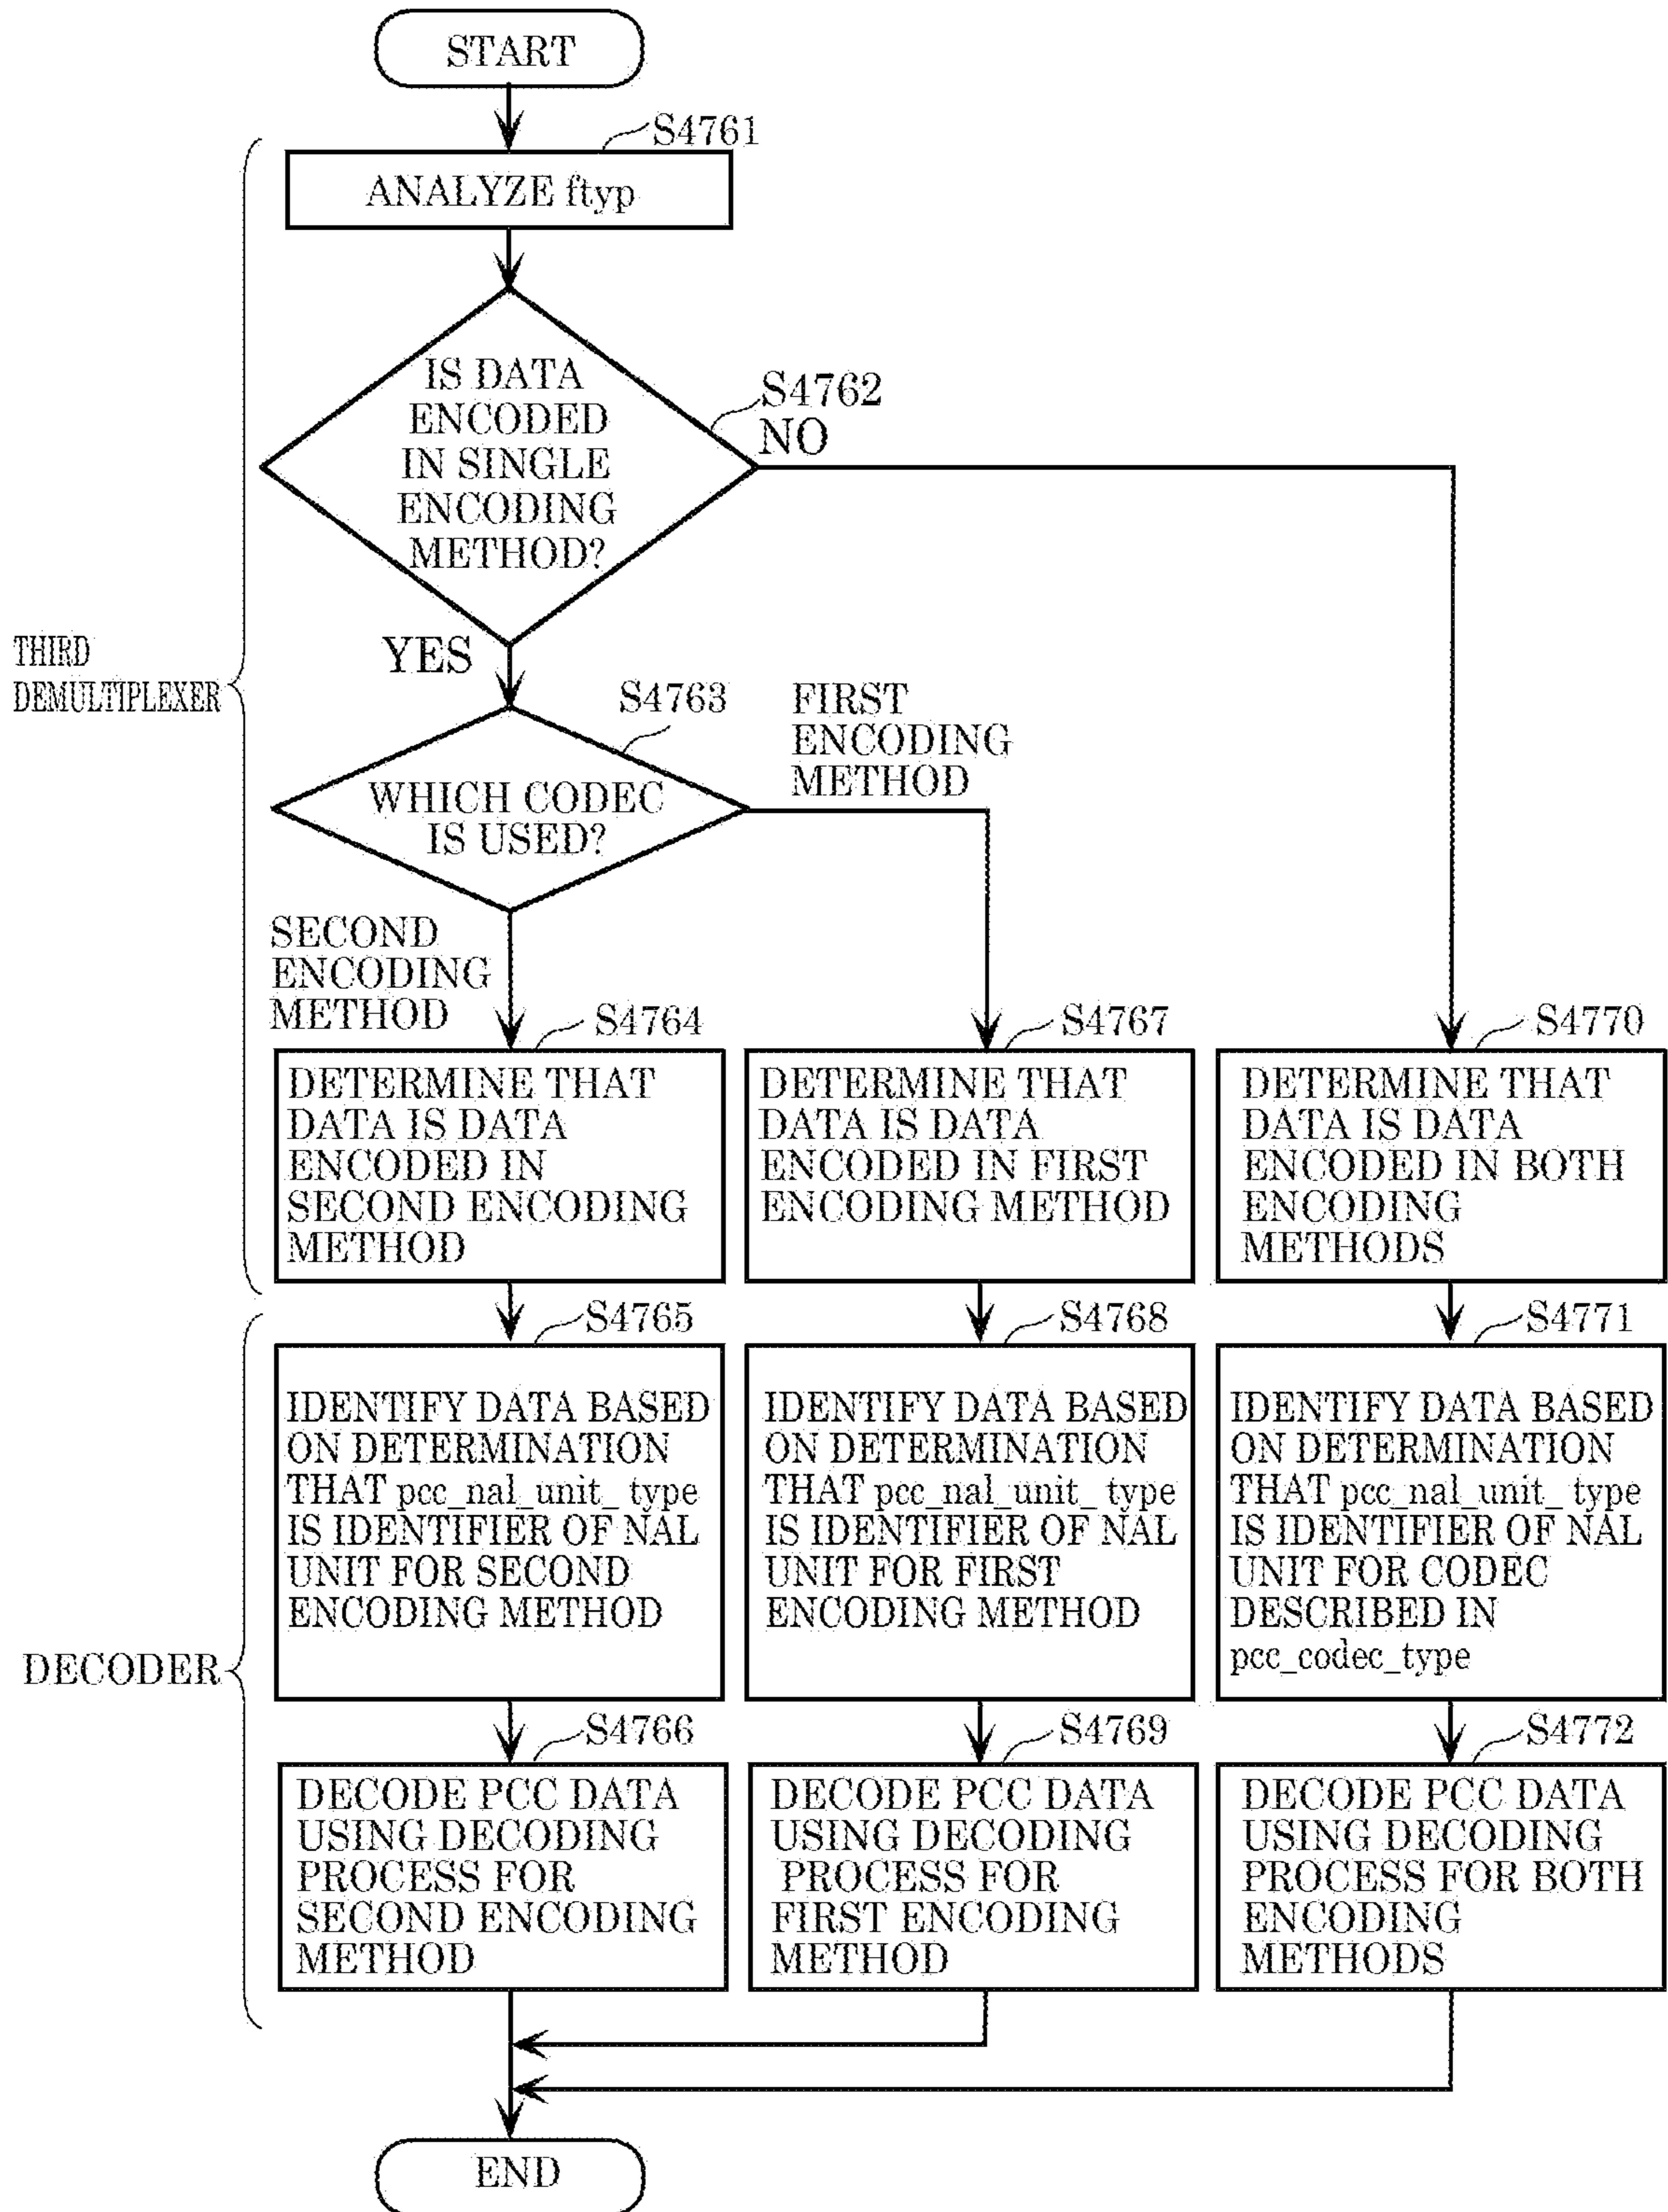 START
S4761
ANALYZE ftyp
IS DATA
ENCODED
IN SINGLE
ENCODING
METHOD?
S4762
NO
YES
THIRD
DEMULTIPLEXER
S4763
WHICH CODEC
IS USED?
FIRST
ENCODING
METHOD
SECOND
ENCODING
METHOD
S4764
DETERMINE THAT
DATA IS DATA
ENCODED IN
SECOND ENCODING
METHOD
S4767
DETERMINE THAT
DATA IS DATA
ENCODED IN FIRST
ENCODING METHOD
S4770
DETERMINE THAT
DATA IS DATA
ENCODED IN BOTH
ENCODING
METHODS
DECODER
S4765
IDENTIFY DATA BASED
ON DETERMINATION
THAT pcc_nal_unit_ type
IS IDENTIFIER OF NAL
UNIT FOR SECOND
ENCODING METHOD
S4768
IDENTIFY DATA BASED
ON DETERMINATION
THAT pcc_nal_unit_ type
IS IDENTIFIER OF NAL
UNIT FOR FIRST
ENCODING METHOD
S4771
IDENTIFY DATA BASED
ON DETERMINATION
THAT pcc_nal_unit_ type
IS IDENTIFIER OF NAL
UNIT FOR CODEC
DESCRIBED IN
pcc_codec_type
S4766
DECODE PCC DATA
USING DECODING
PROCESS FOR
SECOND ENCODING
METHOD
S4769
DECODE PCC DATA
USING DECODING
PROCESS FOR
FIRST ENCODING
METHOD
S4772
DECODE PCC DATA
USING DECODING
PROCESS FOR BOTH
ENCODING
METHODS
END